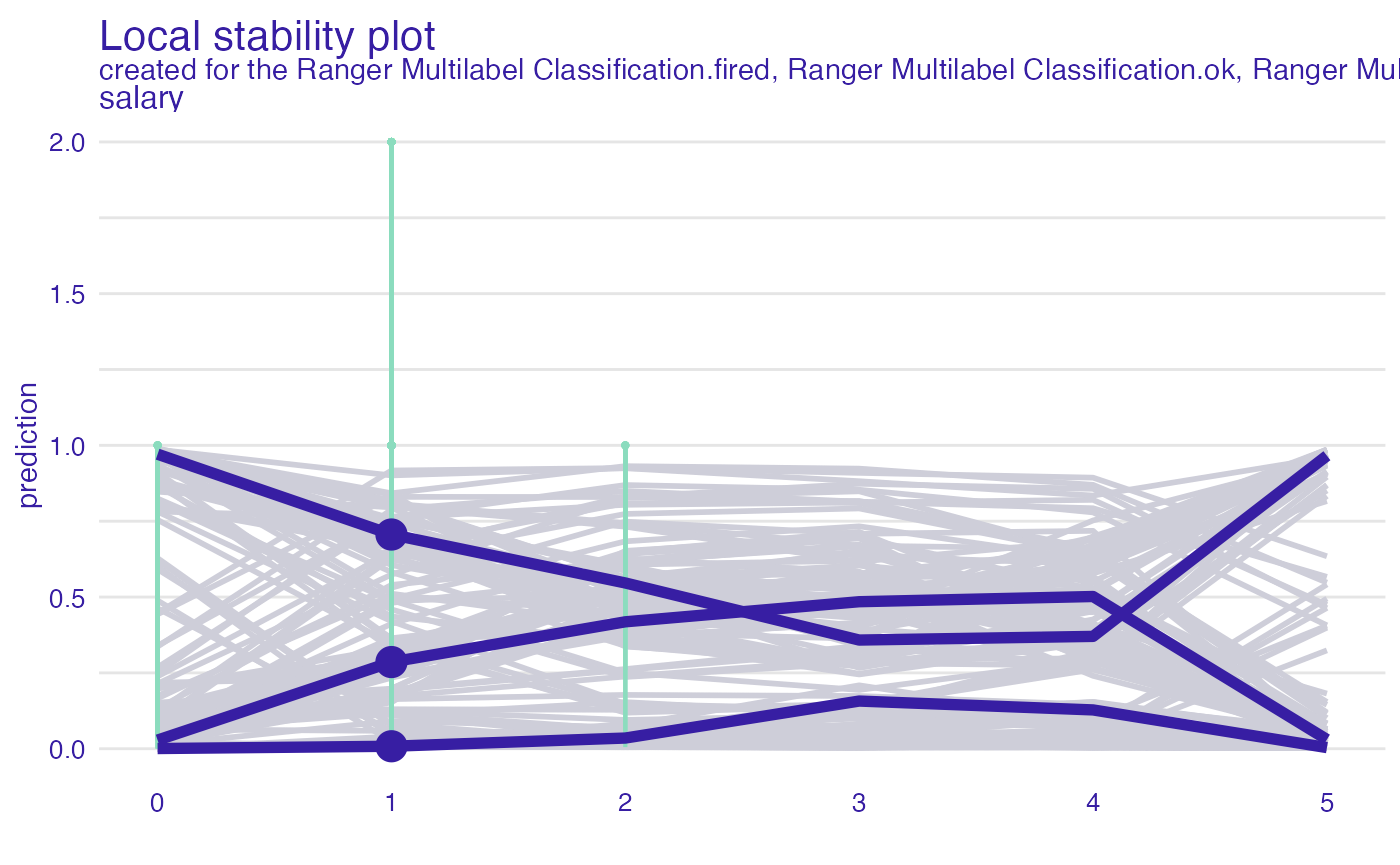 Local stability plot
created for the Ranger Multilabel Classification.fired, Ranger Multilabel Classification.ok, Ranger
salary
2.0
1.5
1.0
0.5
0.0
prediction
0 1 2 3 4 5